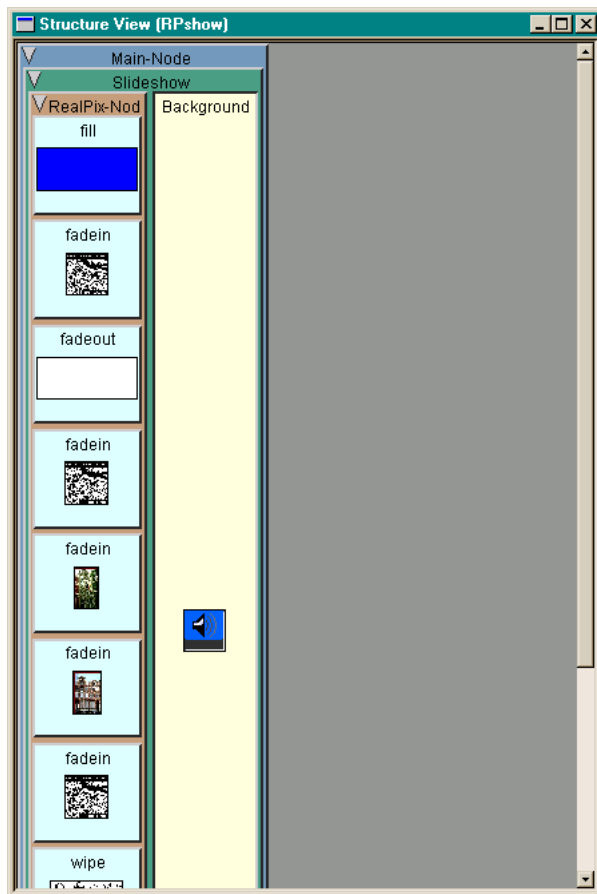 Structure View (RPshow)
Main-Node
Slideshow
RealPix-Nod
Background
fill
fadein
fadeout
fadein
fadein
fadein
fadein
wipe